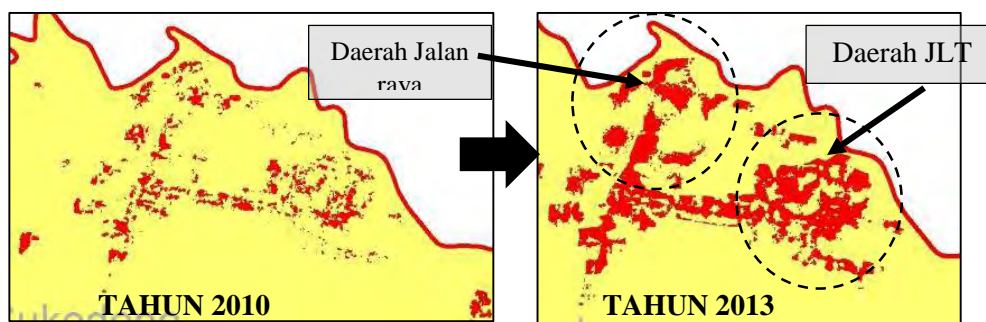 Daerah Jalan
raya
Daerah JLT
TAHUN 2010
TAHUN 2013